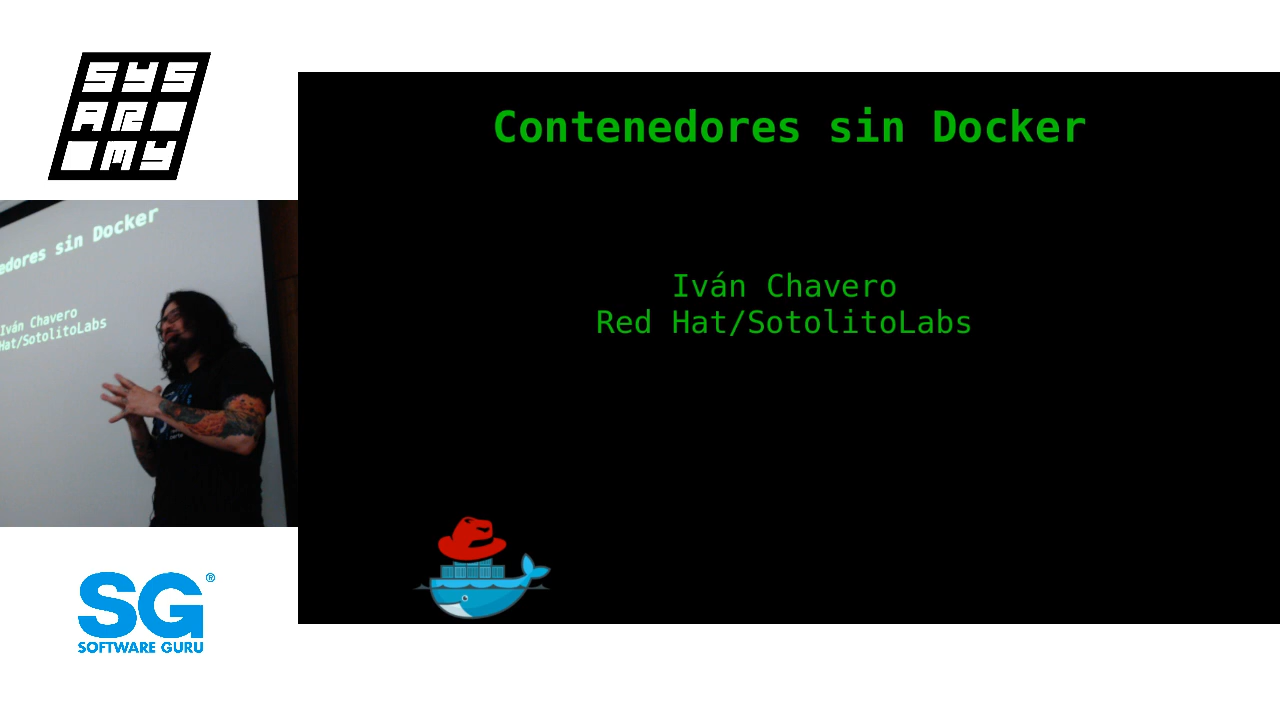 SYS
AR
MY
Contenedores sin Docker
Iván Chavero
Red Hat/SotolitoLabs
edores sin Docker
Iván Chavero
Hat/SotolitoLabs
SG®
SOFTWARE GURU